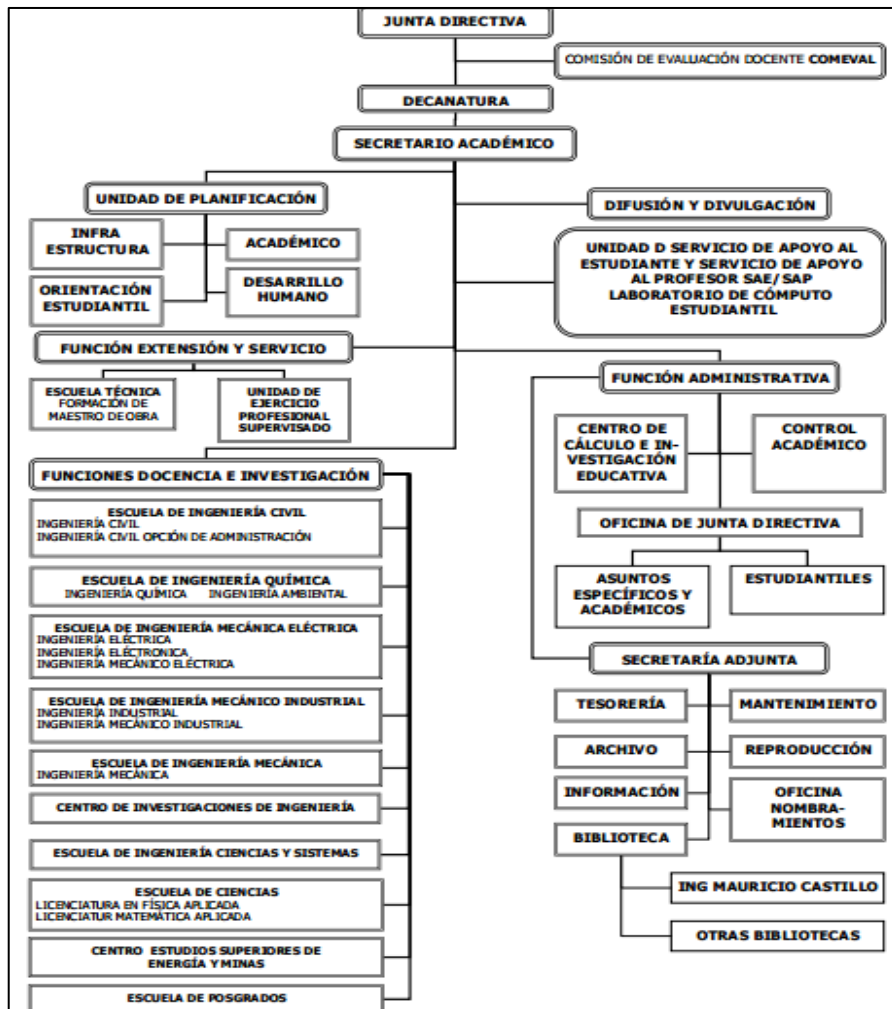 JUNTA DIRECTIVA
COMISIÓN DE EVALUACIÓN DOCENTE COMEVAL
DECANATURA
SECRETARIO ACADÉMICO
UNIDAD DE PLANIFICACIÓN
INFRA
ESTRUCTURA
ACADÉMICO
ORIENTACIÓN
ESTUDIANTIL
DESARRILLO
HUMANO
DIFUSIÓN Y DIVULGACIÓN
UNIDAD D SERVICIO DE APOYO AL
ESTUDIANTE Y SERVICIO DE APOYO
AL PROFESOR SAE/SAP
LABORATORIO DE CÓMPUTO
ESTUDIANTIL
FUNCIÓN EXTENSIÓN Y SERVICIO
ESCUELA TÉCNICA
FORMACIÓN DE
MAESTRO DE OBRA
UNIDAD DE
EJERCICIO
PROFESIONAL
SUPERVISADO
FUNCIÓN ADMINISTRATIVA
CENTRO DE
CÁLCULO E IN-
VESTIGACIÓN
EDUCATIVA
CONTROL
ACADÉMICO
OFICINA DE JUNTA DIRECTIVA
ASUNTOS
ESPECÍFICOS Y
ACADÉMICOS
ESTUDIANTILES
FUNCIONES DOCENCIA E INVESTIGACIÓN
ESCUELA DE INGENIERÍA CIVIL
INGENIERÍA CIVIL
INGENIERÍA CIVIL OPCIÓN DE ADMINISTRACIÓN
ESCUELA DE INGENIERÍA QUÍMICA
INGENIERÍA QUÍMICA INGENIERÍA AMBIENTAL
ESCUELA DE INGENIERÍA MECÁNICA ELÉCTRICA
INGENIERÍA ELÉCTRICA
INGENIERÍA ELÉCTRONICA
INGENIERÍA MECÁNICO ELÉCTRICA
ESCUELA DE INGENIERÍA MECÁNICO INDUSTRIAL
INGENIERÍA INDUSTRIAL
INGENIERÍA MECÁNICO INDUSTRIAL
ESCUELA DE INGENIERÍA MECÁNICA
INGENIERÍA MECÁNICA
CENTRO DE INVESTIGACIONES DE INGENIERÍA
ESCUELA DE INGENIERÍA CIENCIAS Y SISTEMAS
ESCUELA DE CIENCIAS
LICENCIATURA EN FÍSICA APLICADA
LICENCIATUR MATEMÁTICA APLICADA
CENTRO ESTUDIOS SUPERIORES DE
ENERGÍA Y MINAS
ESCUELA DE POSGRADOS
SECRETARÍA ADJUNTA
TESORERÍA
MANTENIMIENTO
ARCHIVO
REPRODUCCIÓN
INFORMACIÓN
OFICINA
NOMBRA-
MIENTOS
BIBLIOTECA
ING MAURICIO CASTILLO
OTRAS BIBLIOTECAS